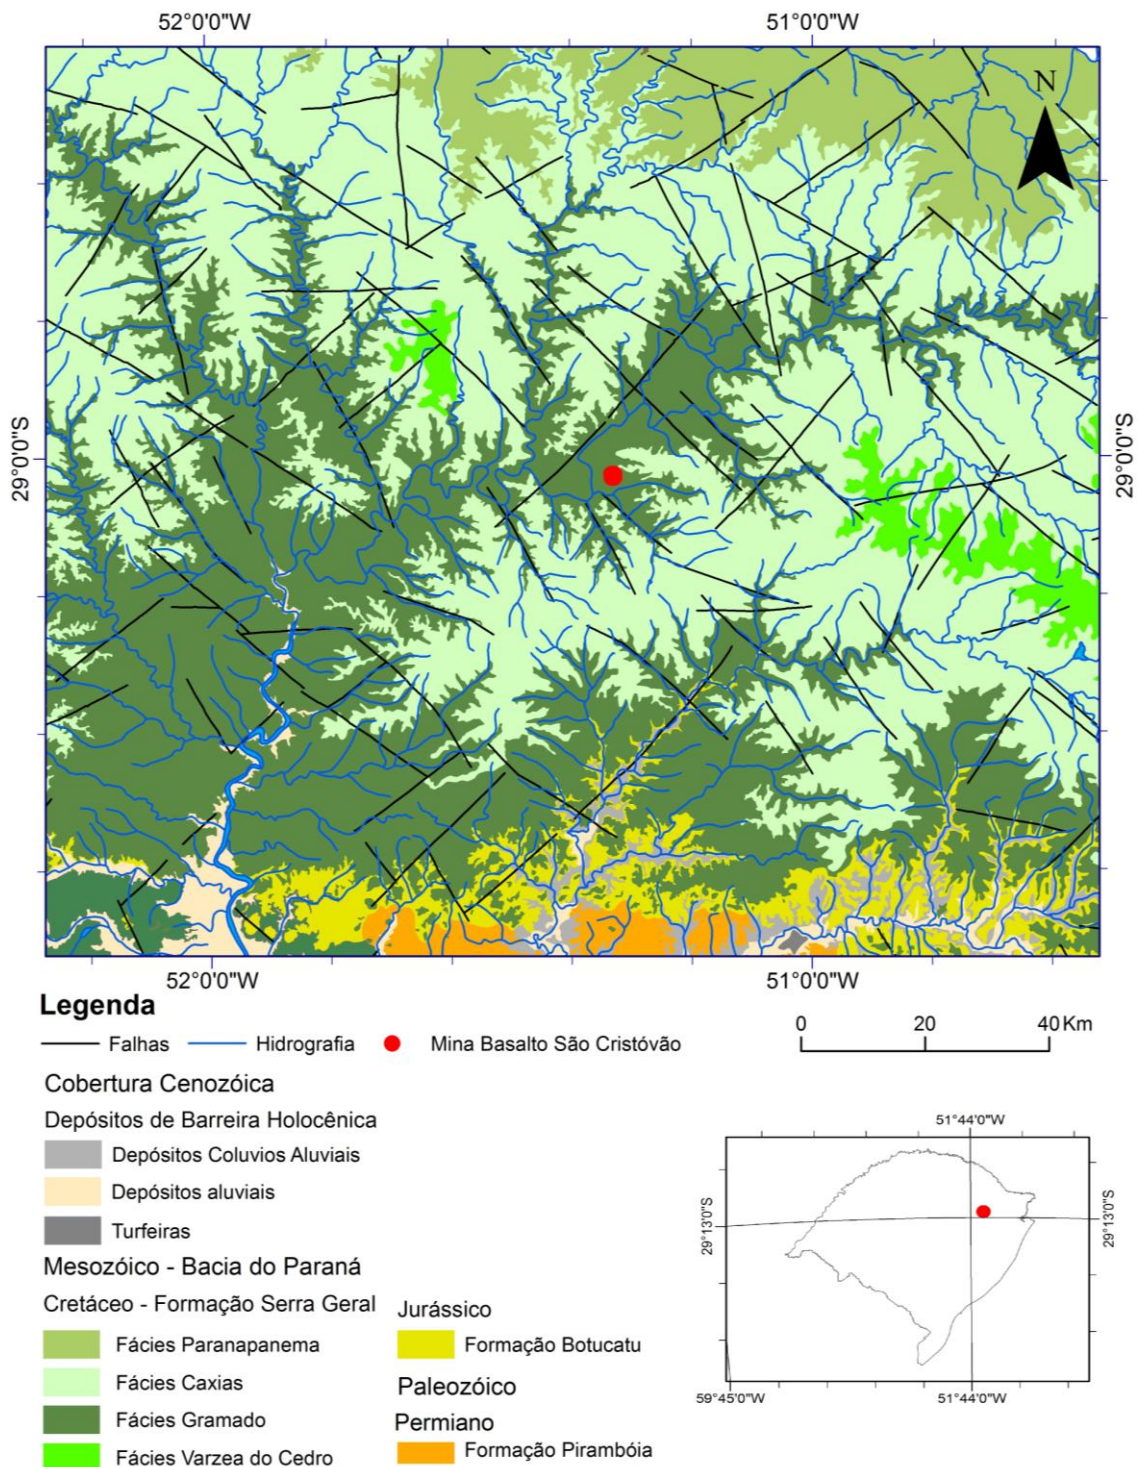 52°0'0"W 51°0'0"W
N
29°0'0"S 29°0'0"S
52°0'0"W 51°0'0"W
Legenda
Falhas Hidrografia Mina Basalto São Cristóvão
0 20 40 Km
Cobertura Cenozóica
Depósitos de Barreira Holocênica
Depósitos Coluvios Aluviais
Depósitos aluviais
Turfeiras
Mesozóico - Bacia do Paraná
Cretáceo - Formação Serra Geral
Fácies Paranapanema
Fácies Caxias
Fácies Gramado
Fácies Varzea do Cedro
Jurássico
Formação Botucatu
Paleozóico
Permiano
Formação Pirambóia
51°44'0"W
29°13'0"S 29°13'0"S
59°45'0"W 51°44'0"W